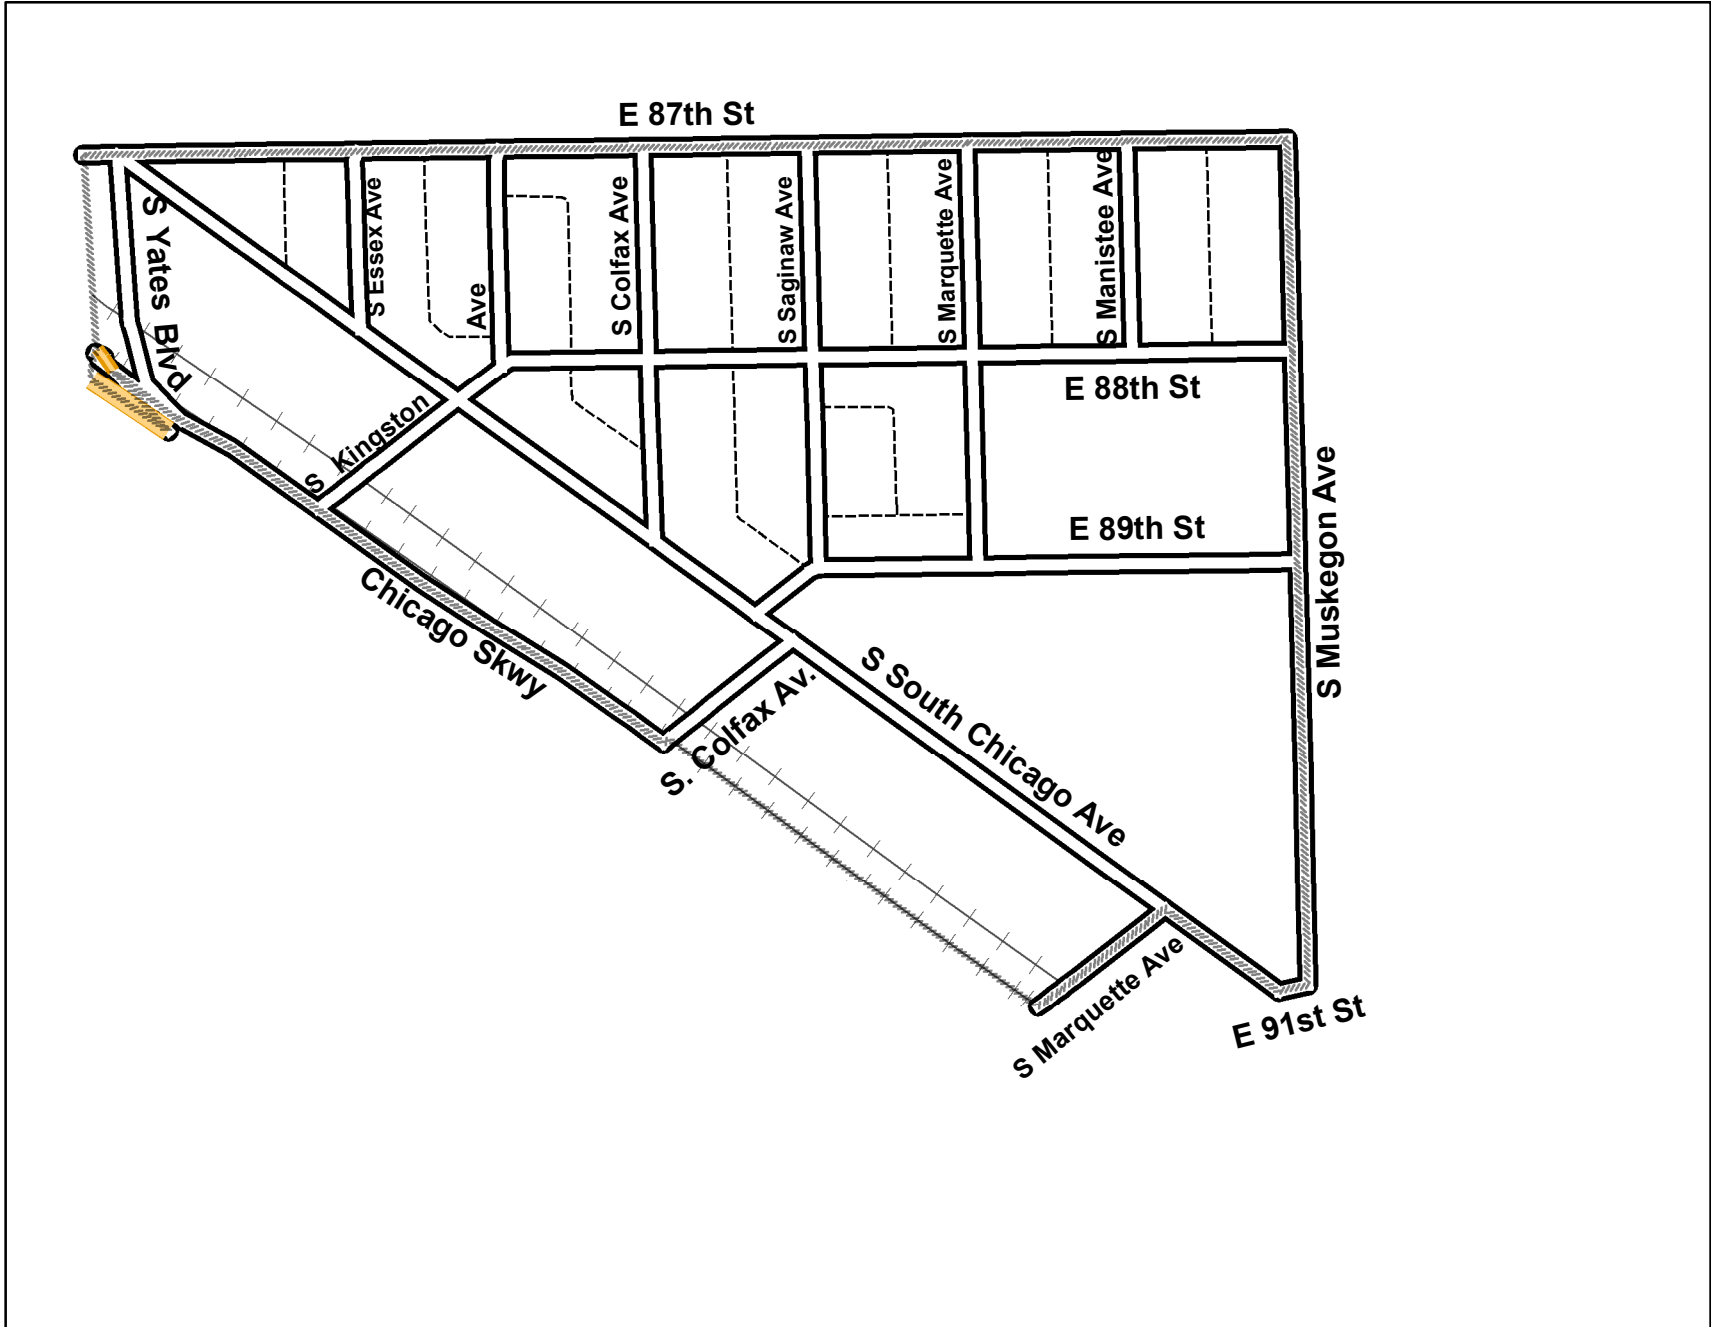 E 87th St
S Yates Blvd
S Essex Ave
Ave
S Colfax Ave
S Saginaw Ave
S Marquette Ave
S Manistee Ave
E 88th St
S Kingston
E 89th St
S Muskegon Ave
Chicago Skwy
S. Colfax Av.
S South Chicago Ave
S Marquette Ave
E 91st St